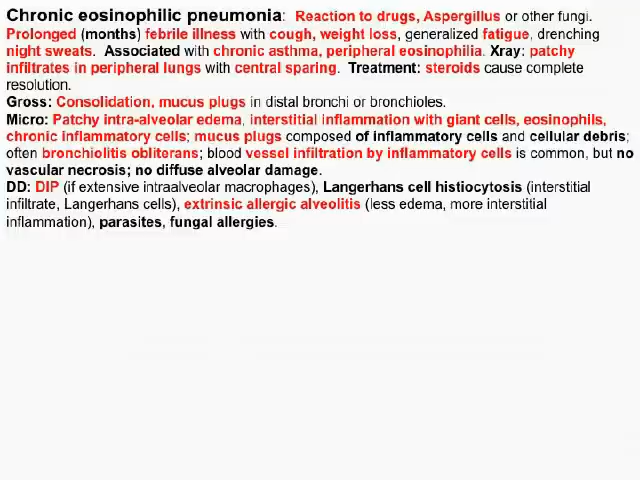 Chronic eosinophilic pneumonia: Reaction to drugs, Aspergillus or other fungi.
Prolonged (months) febrile illness with cough, weight loss, generalized fatigue, drenching
night sweats. Associated with chronic asthma, peripheral eosinophilia. Xray: patchy
infiltrates in peripheral lungs with central sparing. Treatment: steroids cause complete
resolution.
Gross: Consolidation, mucus plugs in distal bronchi or bronchioles.
Micro: Patchy intra-alveolar edema, interstitial inflammation with giant cells, eosinophils,
chronic inflammatory cells; mucus plugs composed of inflammatory cells and cellular debris;
often bronchiolitis obliterans; blood vessel infiltration by inflammatory cells is common, but no
vascular necrosis; no diffuse alveolar damage.
DD: DIP (if extensive intraalveolar macrophages), Langerhans cell histiocytosis (interstitial
infiltrate, Langerhans cells), extrinsic allergic alveolitis (less edema, more interstitial
inflammation), parasites, fungal allergies.